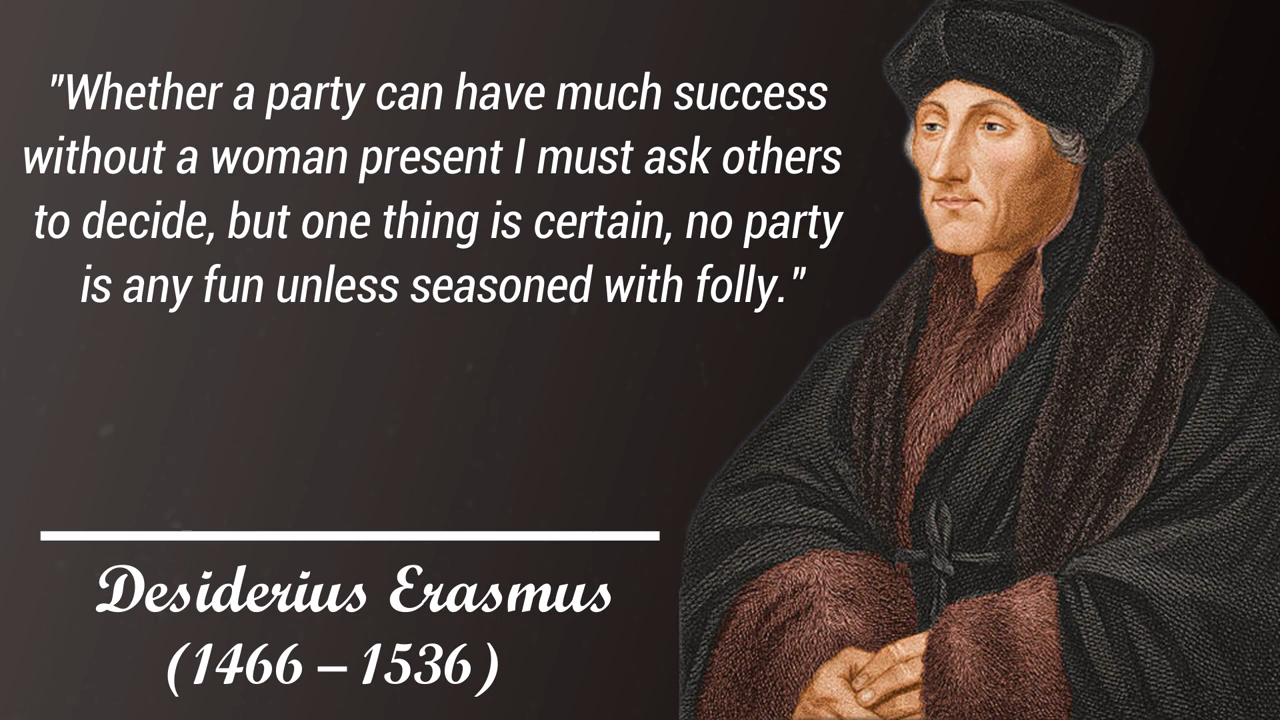 "Whether a party can have much success
without a woman present I must ask others
to decide, but one thing is certain, no party
is any fun unless seasoned with folly."
Desiderius Erasmus
(1466 – 1536)